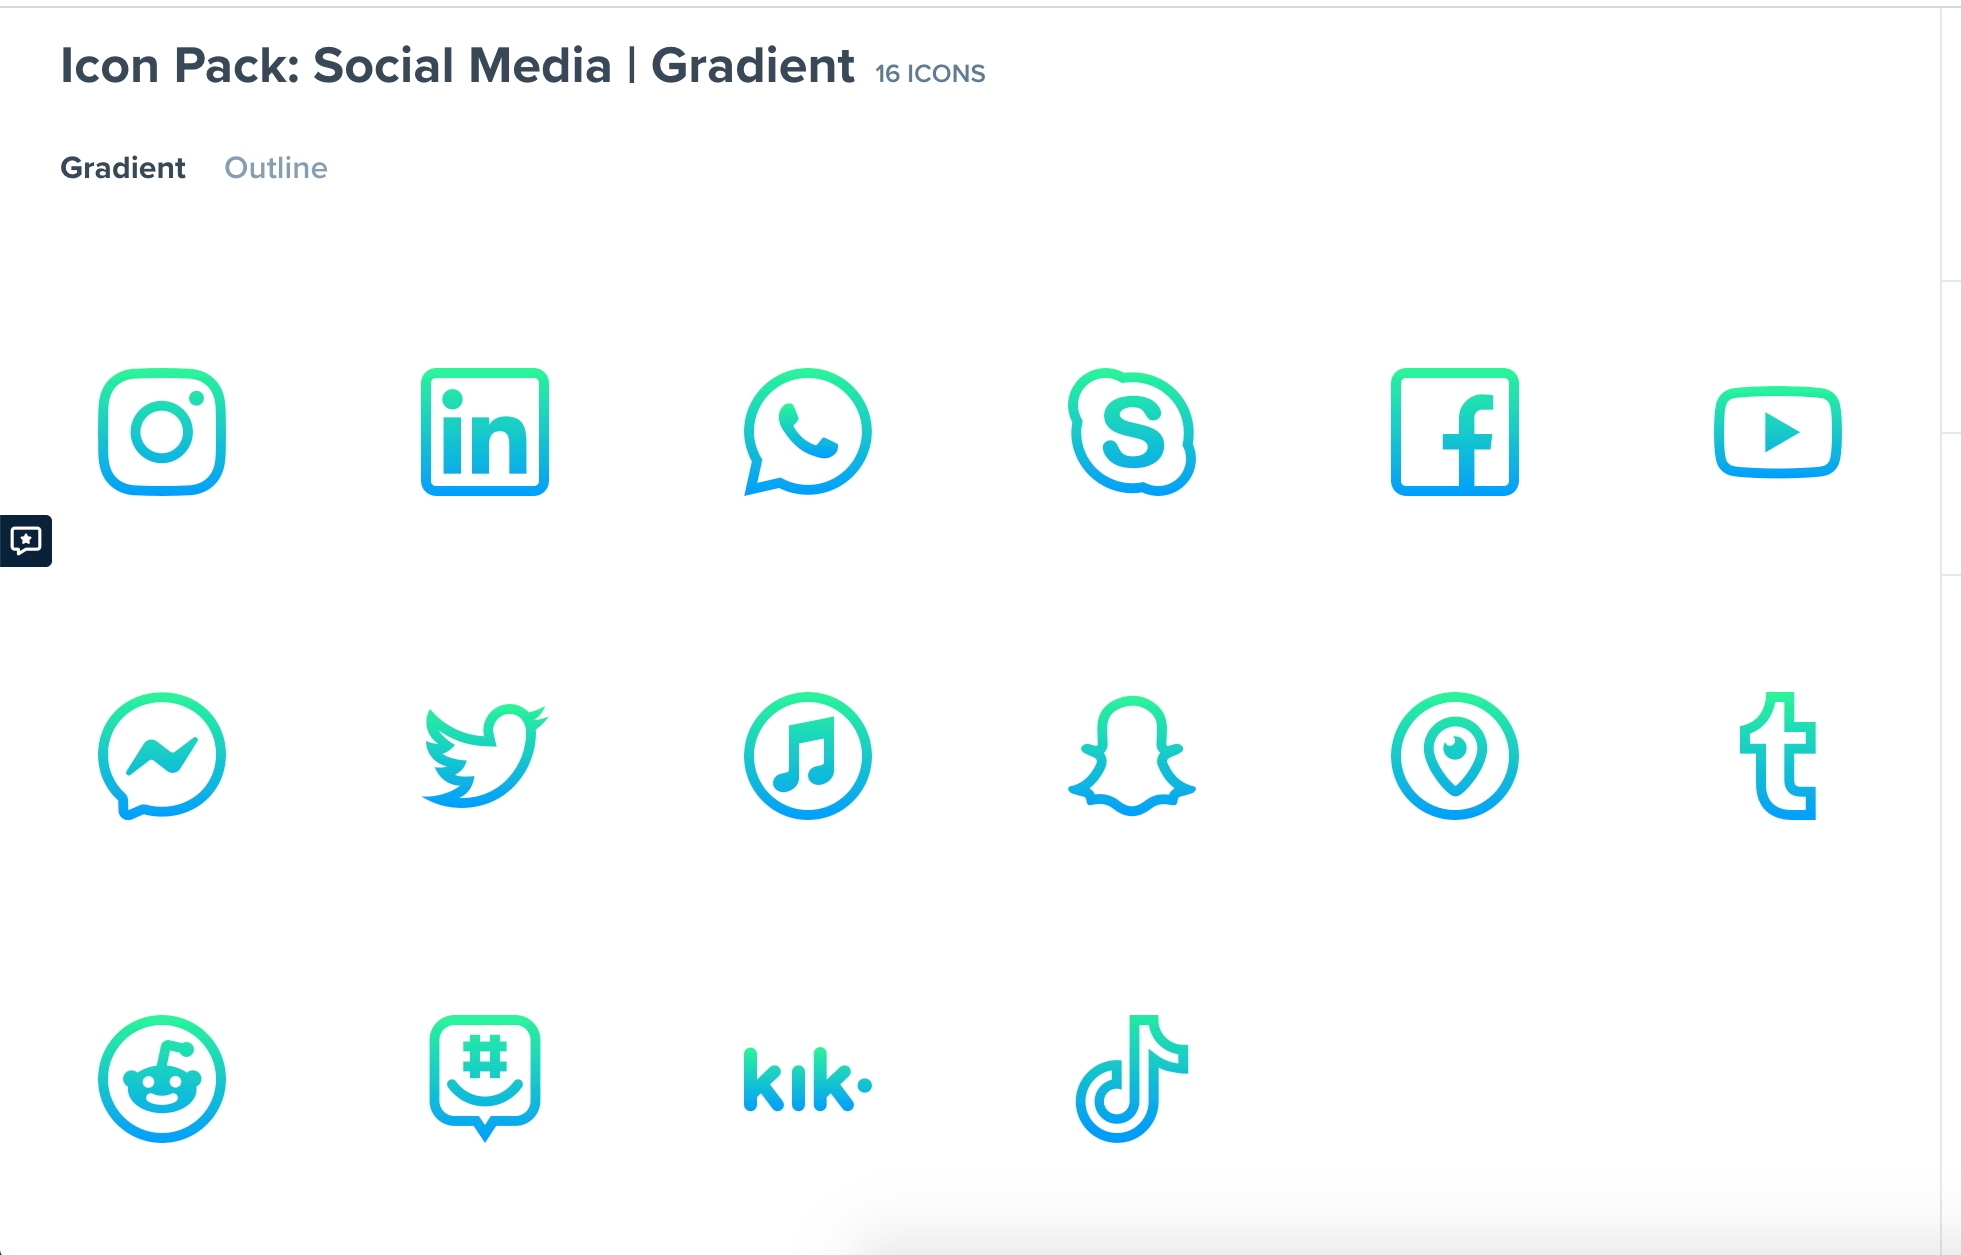 Icon Pack: Social Media | Gradient 16 ICONS
Gradient Outline
in
S
f
t
#
kik·